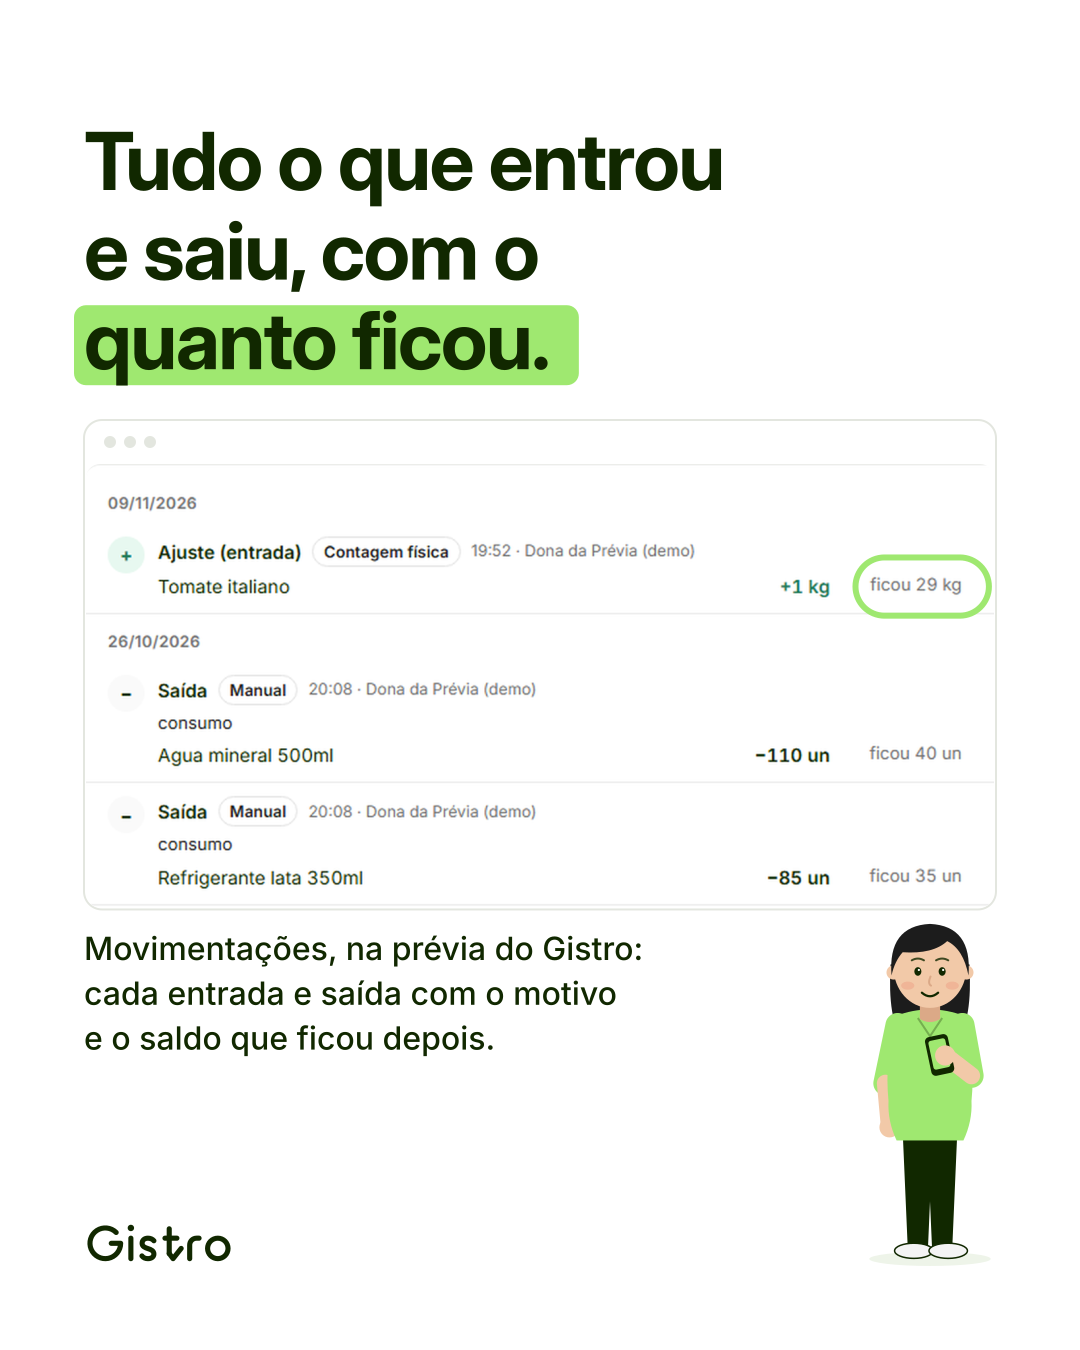 Tudo o que entrou
e saiu, com o
quanto ficou.
09/11/2026
+ Ajuste (entrada) Contagem física 19:52 · Dona da Prévia (demo)
Tomate italiano +1 kg ficou 29 kg
26/10/2026
− Saída Manual 20:08 · Dona da Prévia (demo)
consumo
Agua mineral 500ml −110 un ficou 40 un
− Saída Manual 20:08 · Dona da Prévia (demo)
consumo
Refrigerante lata 350ml −85 un ficou 35 un
Movimentações, na prévia do Gistro:
cada entrada e saída com o motivo
e o saldo que ficou depois.
Gistro